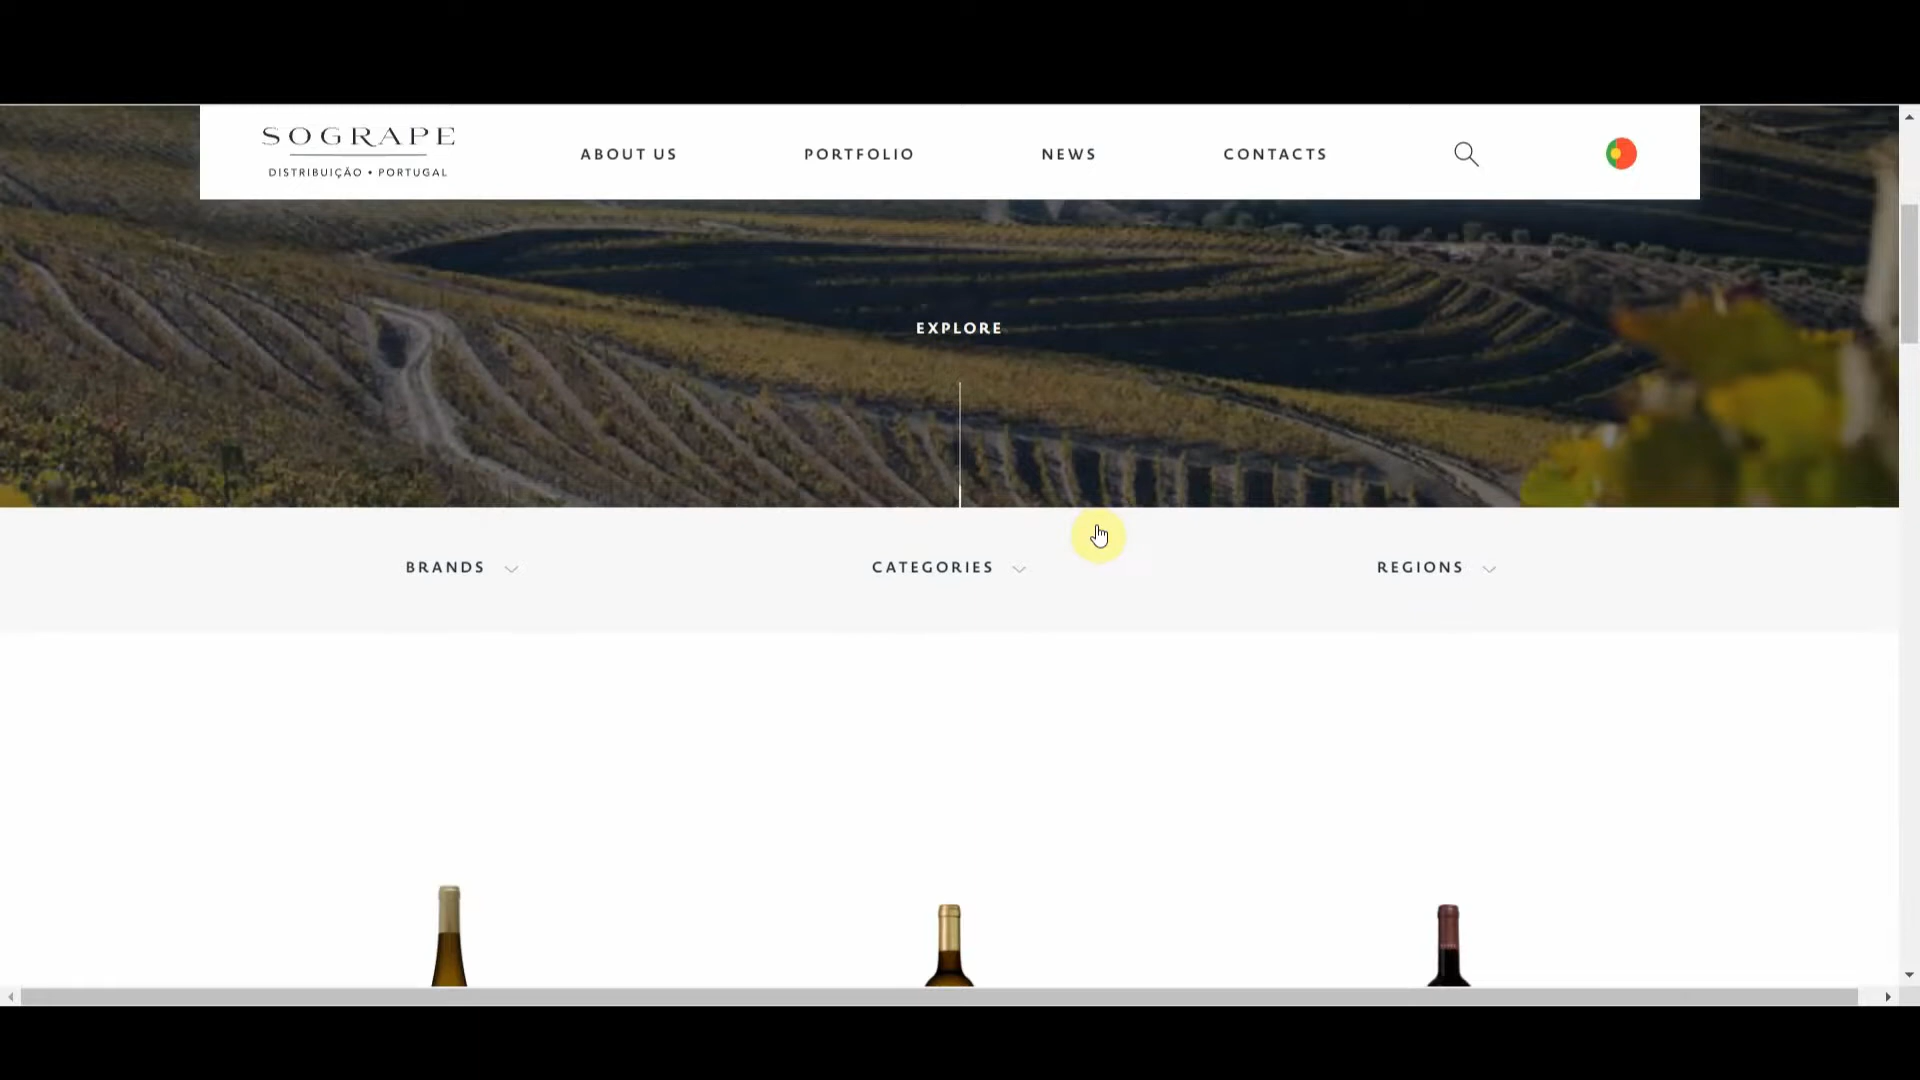 SOGRAPE
DISTRIBUIÇÃO • PORTUGAL
ABOUT US
PORTFOLIO
NEWS
CONTACTS
EXPLORE
BRANDS
CATEGORIES
REGIONS